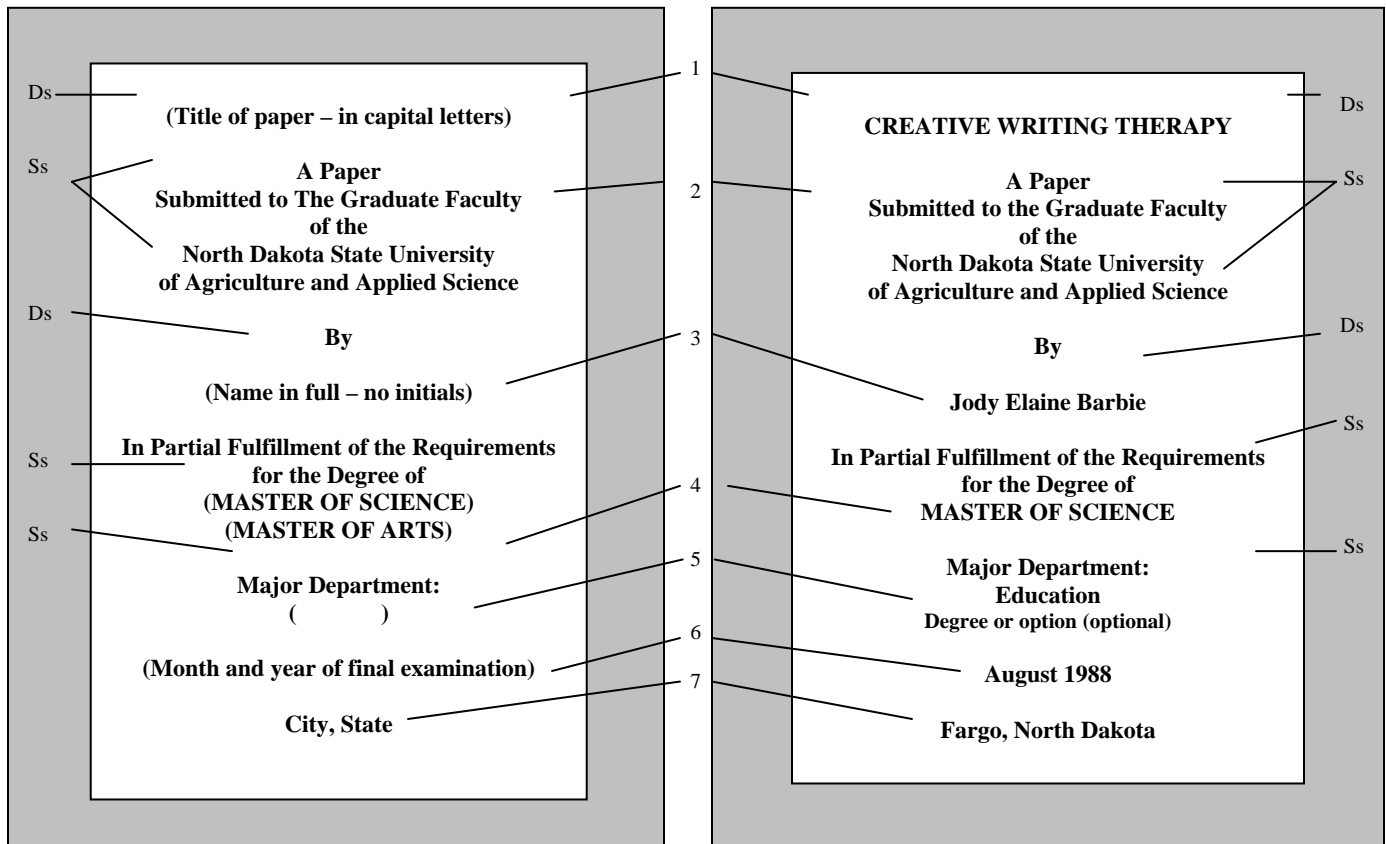 Ds
(Title of paper – in capital letters)
Ss
A Paper
Submitted to The Graduate Faculty
of the
North Dakota State University
of Agriculture and Applied Science
Ds
By
(Name in full – no initials)
In Partial Fulfillment of the Requirements
Ss
for the Degree of
(MASTER OF SCIENCE)
(MASTER OF ARTS)
Ss
Major Department:
( )
(Month and year of final examination)
City, State
1
2
3
4
5
6
7
CREATIVE WRITING THERAPY
Ds
A Paper
Ss
Submitted to the Graduate Faculty
of the
North Dakota State University
of Agriculture and Applied Science
Ds
By
Jody Elaine Barbie
Ss
In Partial Fulfillment of the Requirements
for the Degree of
MASTER OF SCIENCE
Ss
Major Department:
Education
Degree or option (optional)
August 1988
Fargo, North Dakota